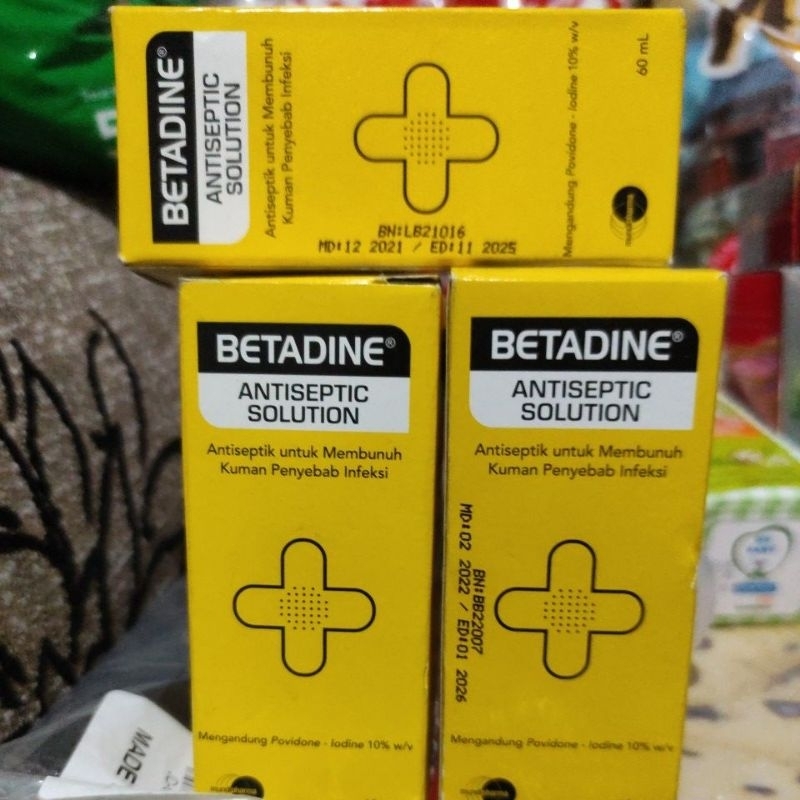 BETADINE®
ANTISEPTIC
SOLUTION
Antiseptik untuk Membunuh
Kuman Penyebab Infeksi
BN:LB21016
MD:12 2021 / ED:11 2025
Mengandung Povidone - Iodine 10% w/v
60 mL
mundipharma
BETADINE®
ANTISEPTIC
SOLUTION
Antiseptik untuk Membunuh
Kuman Penyebab Infeksi
Mengandung Povidone - Iodine 10% w/v
mundipharma
BETADINE®
ANTISEPTIC
SOLUTION
Antiseptik untuk Membunuh
Kuman Penyebab Infeksi
BN:BB22007
MD:02 2022 / ED:01 2026
Mengandung Povidone - Iodine 10% w/v
mundipharma
MADE